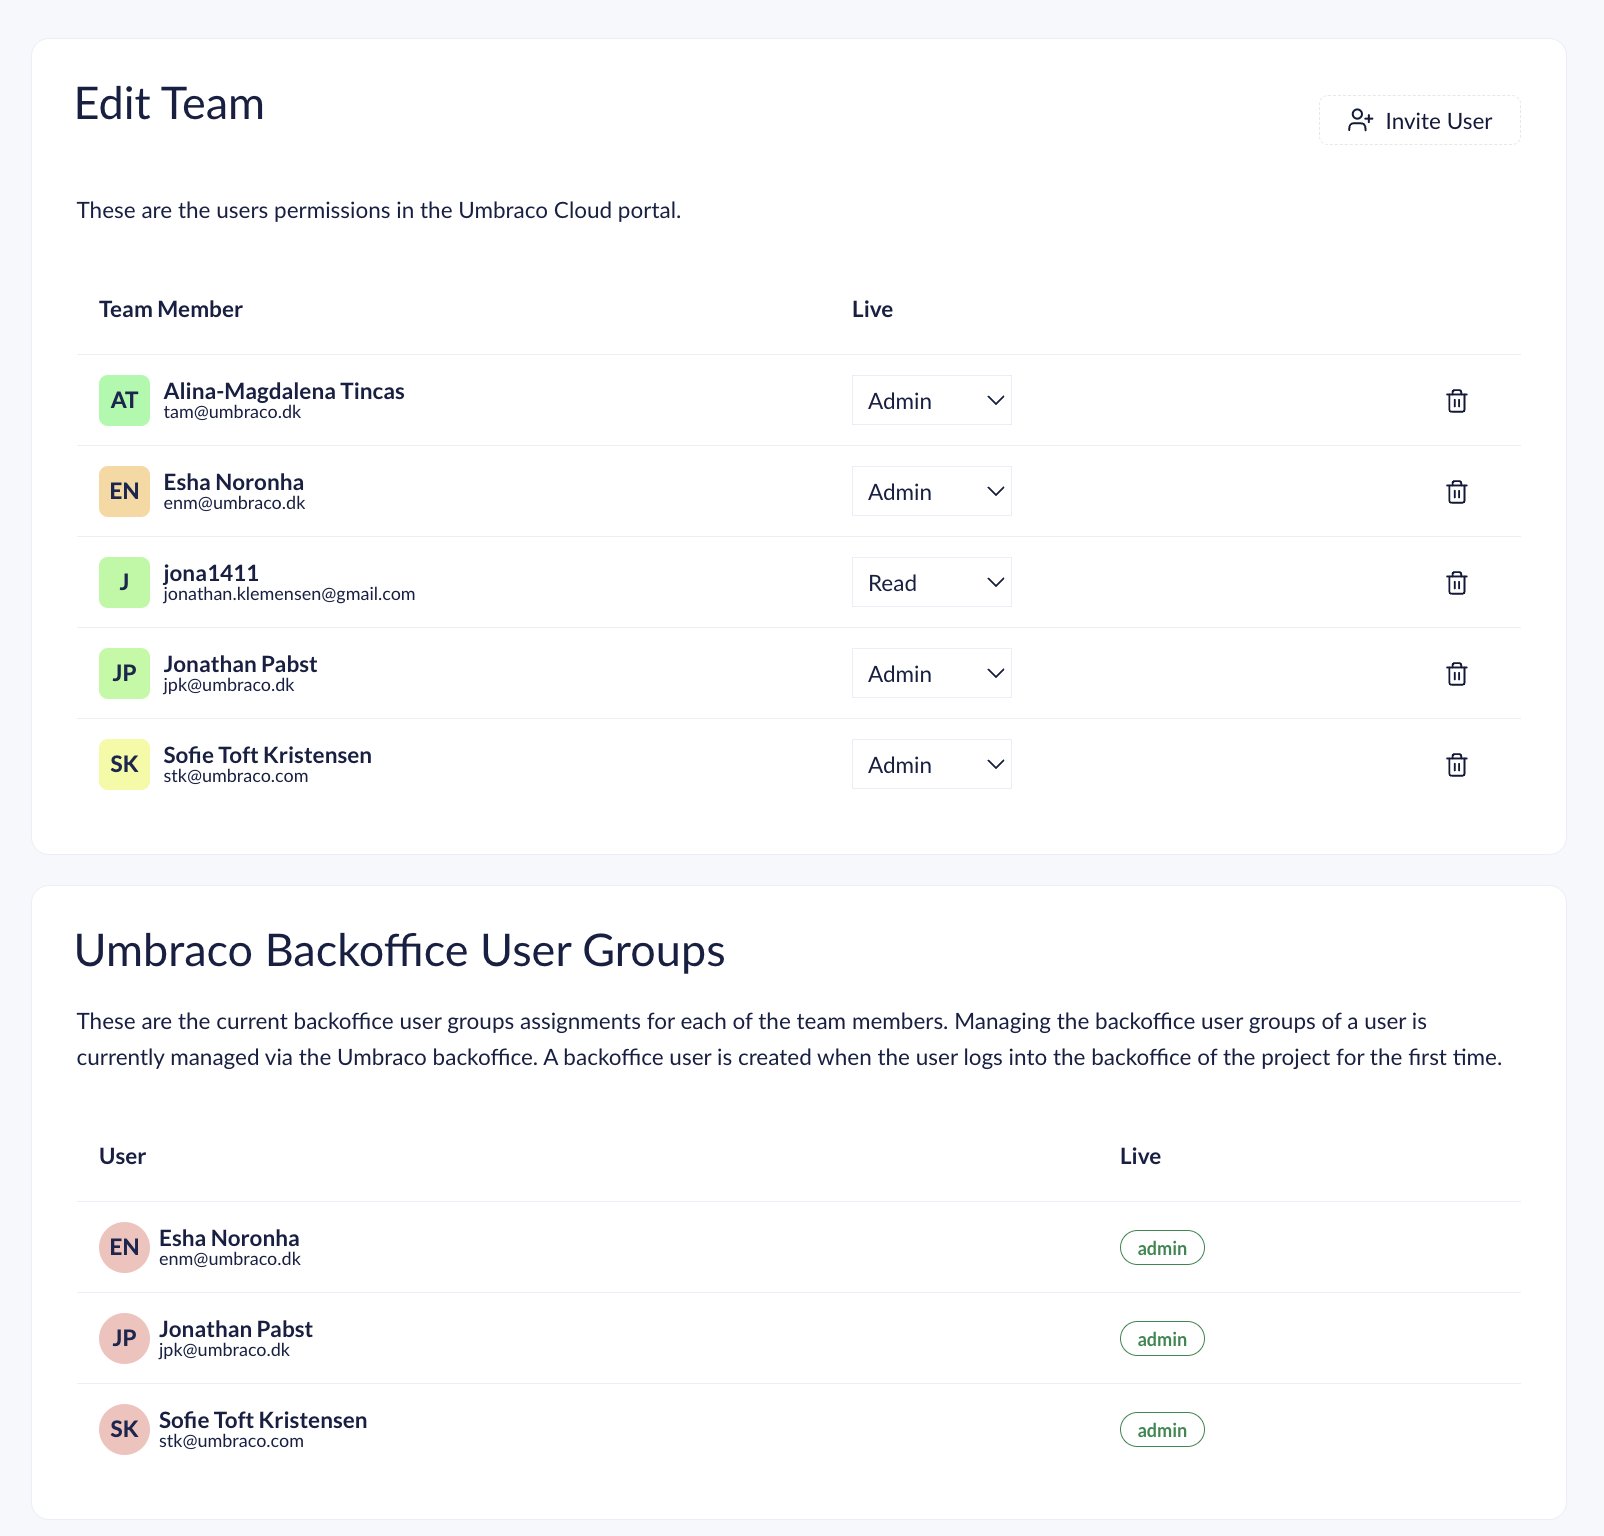 Edit Team
Invite User
These are the users permissions in the Umbraco Cloud portal.
Team Member Live
AT Alina-Magdalena Tincas
tam@umbraco.dk
Admin
EN Esha Noronha
enm@umbraco.dk
Admin
J jona1411
jonathan.klemensen@gmail.com
Read
JP Jonathan Pabst
jpk@umbraco.dk
Admin
SK Sofie Toft Kristensen
stk@umbraco.com
Admin
Umbraco Backoffice User Groups
These are the current backoffice user groups assignments for each of the team members. Managing the backoffice user groups of a user is
currently managed via the Umbraco backoffice. A backoffice user is created when the user logs into the backoffice of the project for the first time.
User Live
EN Esha Noronha
enm@umbraco.dk
admin
JP Jonathan Pabst
jpk@umbraco.dk
admin
SK Sofie Toft Kristensen
stk@umbraco.com
admin